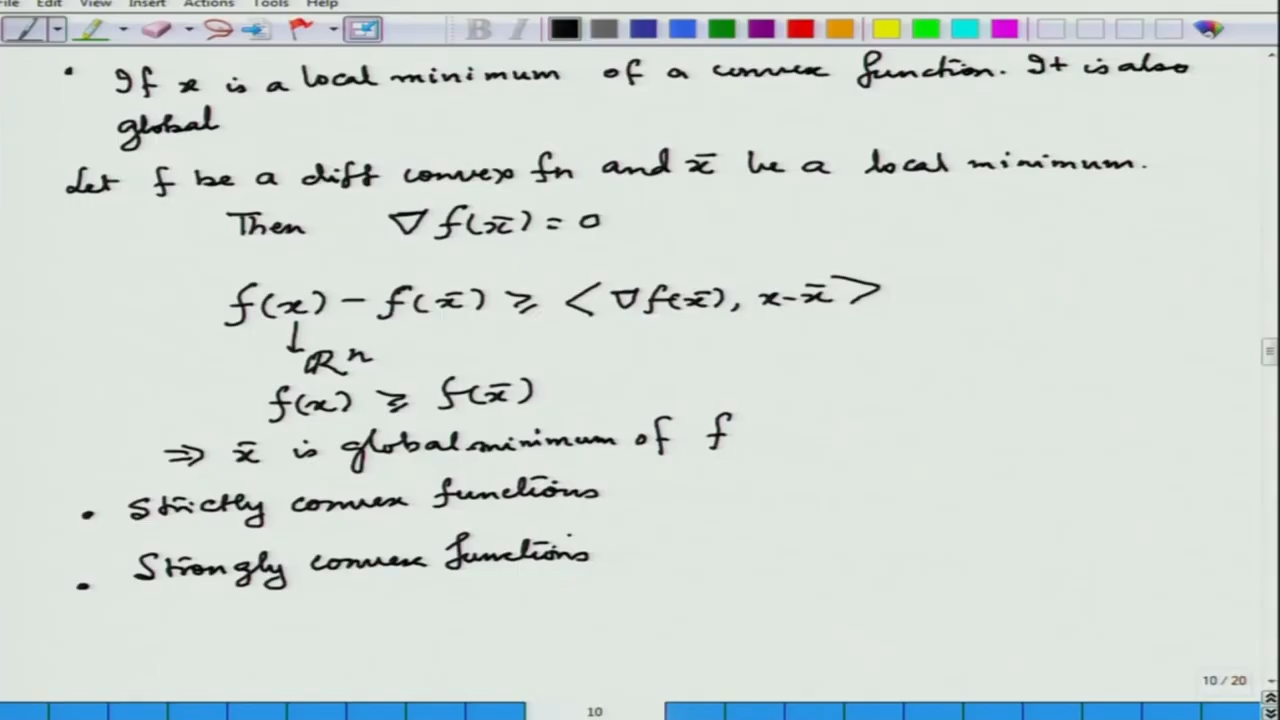 File Edit View Insert Actions Tools Help
• If x is a local minimum of a convex function. It is also
global
Let f be a diff convex fn and x̄ be a local minimum.
Then ∇f(x̄) = 0
f(x) − f(x̄) ≥ < ∇f(x̄), x − x̄ >
↓
ℝⁿ
f(x) ≥ f(x̄)
⇒ x̄ is global minimum of f
• Strictly convex functions
• Strongly convex functions
10 / 20
10